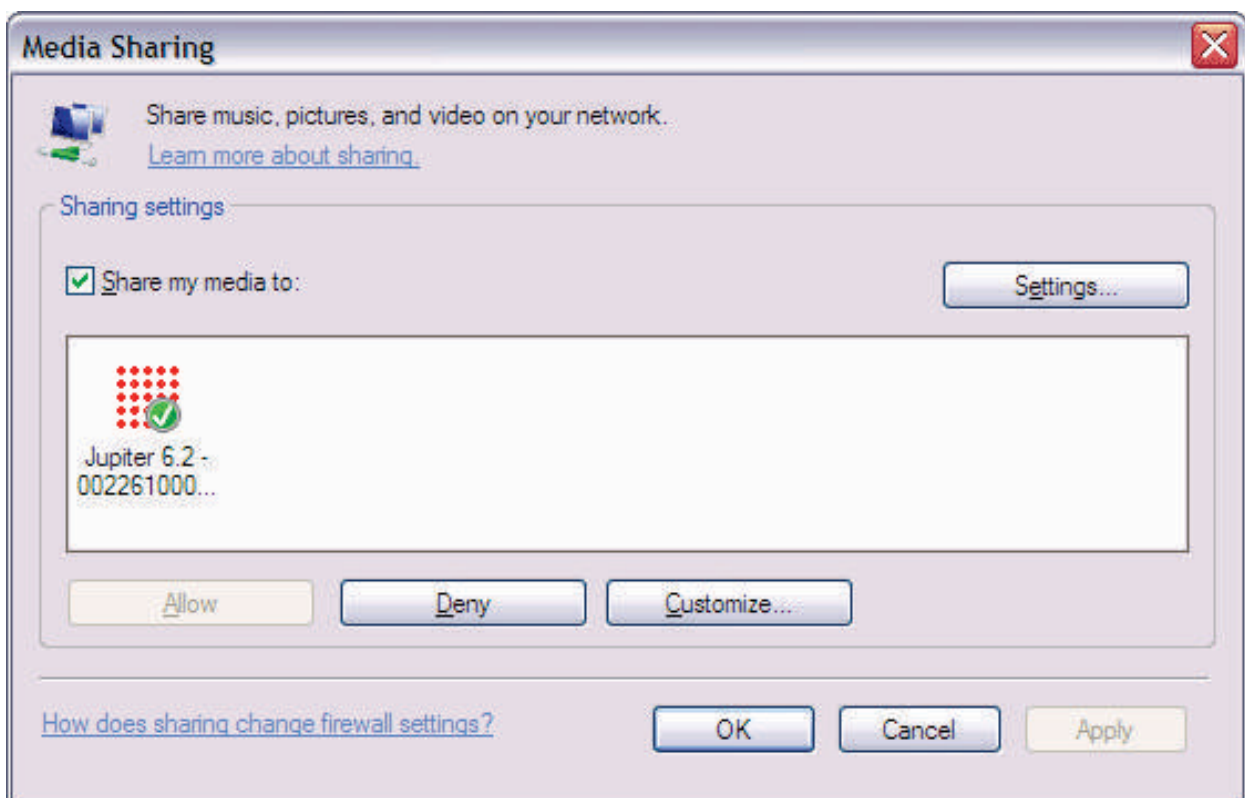 Media Sharing
Share music, pictures, and video on your network.
Learn more about sharing.
Sharing settings
Share my media to:
Settings...
Jupiter 6.2 -
002261000...
Allow
Deny
Customize...
How does sharing change firewall settings?
OK
Cancel
Apply